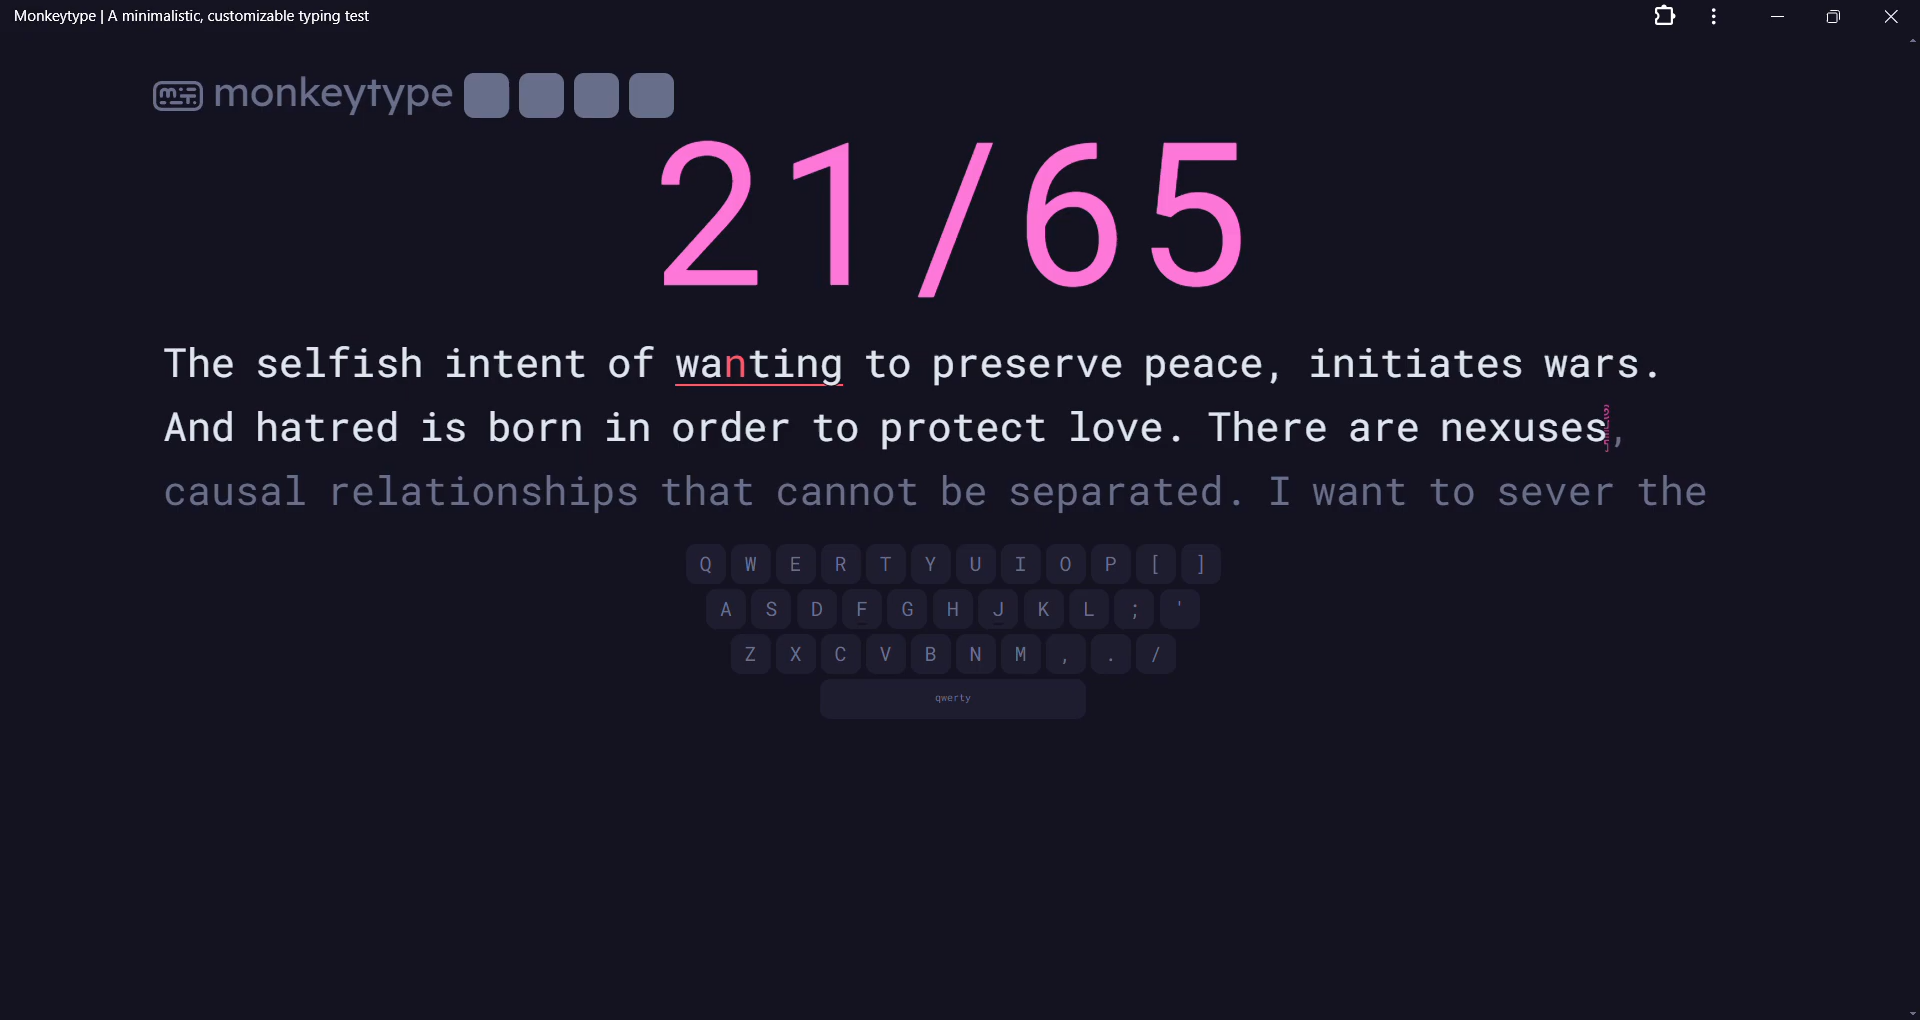 Monkeytype | A minimalistic, customizable typing test
monkeytype
21/65
The selfish intent of wanting to preserve peace, initiates wars.
And hatred is born in order to protect love. There are nexuses,
causal relationships that cannot be separated. I want to sever the
Q W E R T Y U I O P [ ]
A S D F G H J K L ; '
Z X C V B N M , . /
qwerty